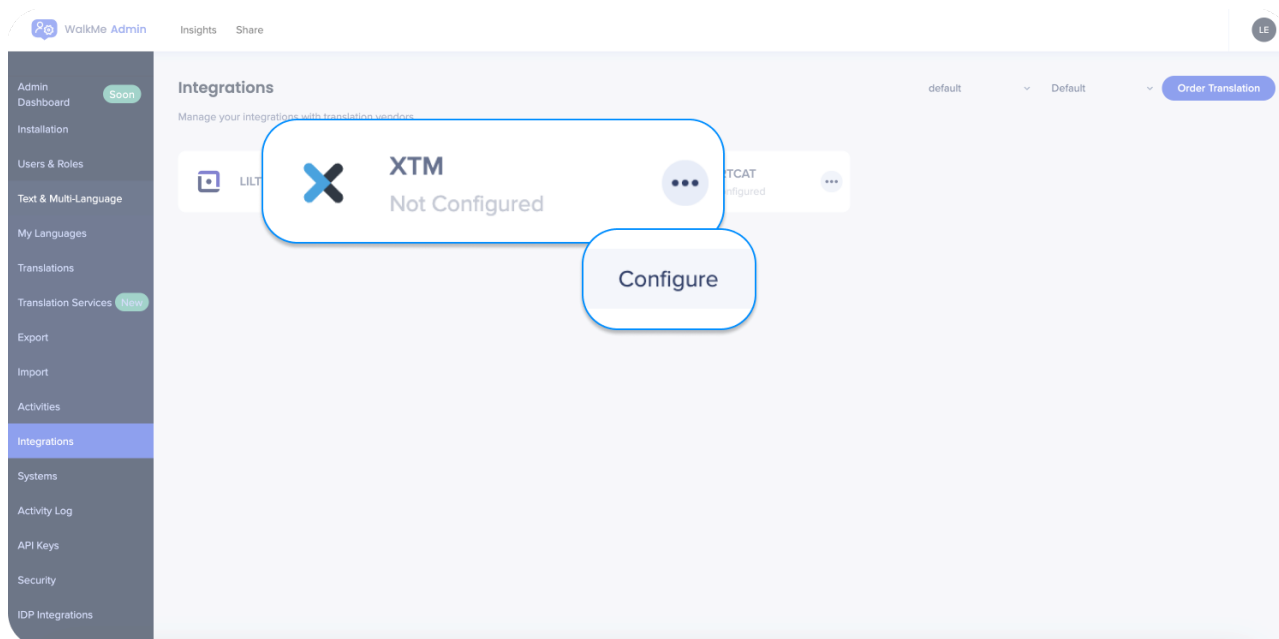 WalkMe Admin
Insights
Share
LE
Admin
Dashboard
Soon
Installation
Users & Roles
Text & Multi-Language
My Languages
Translations
Translation Services
New
Export
Import
Activities
Integrations
Systems
Activity Log
API Keys
Security
IDP Integrations
Integrations
default
Default
Order Translation
Manage your integrations with translation vendors
LILT
XTM
Not Configured
Configure